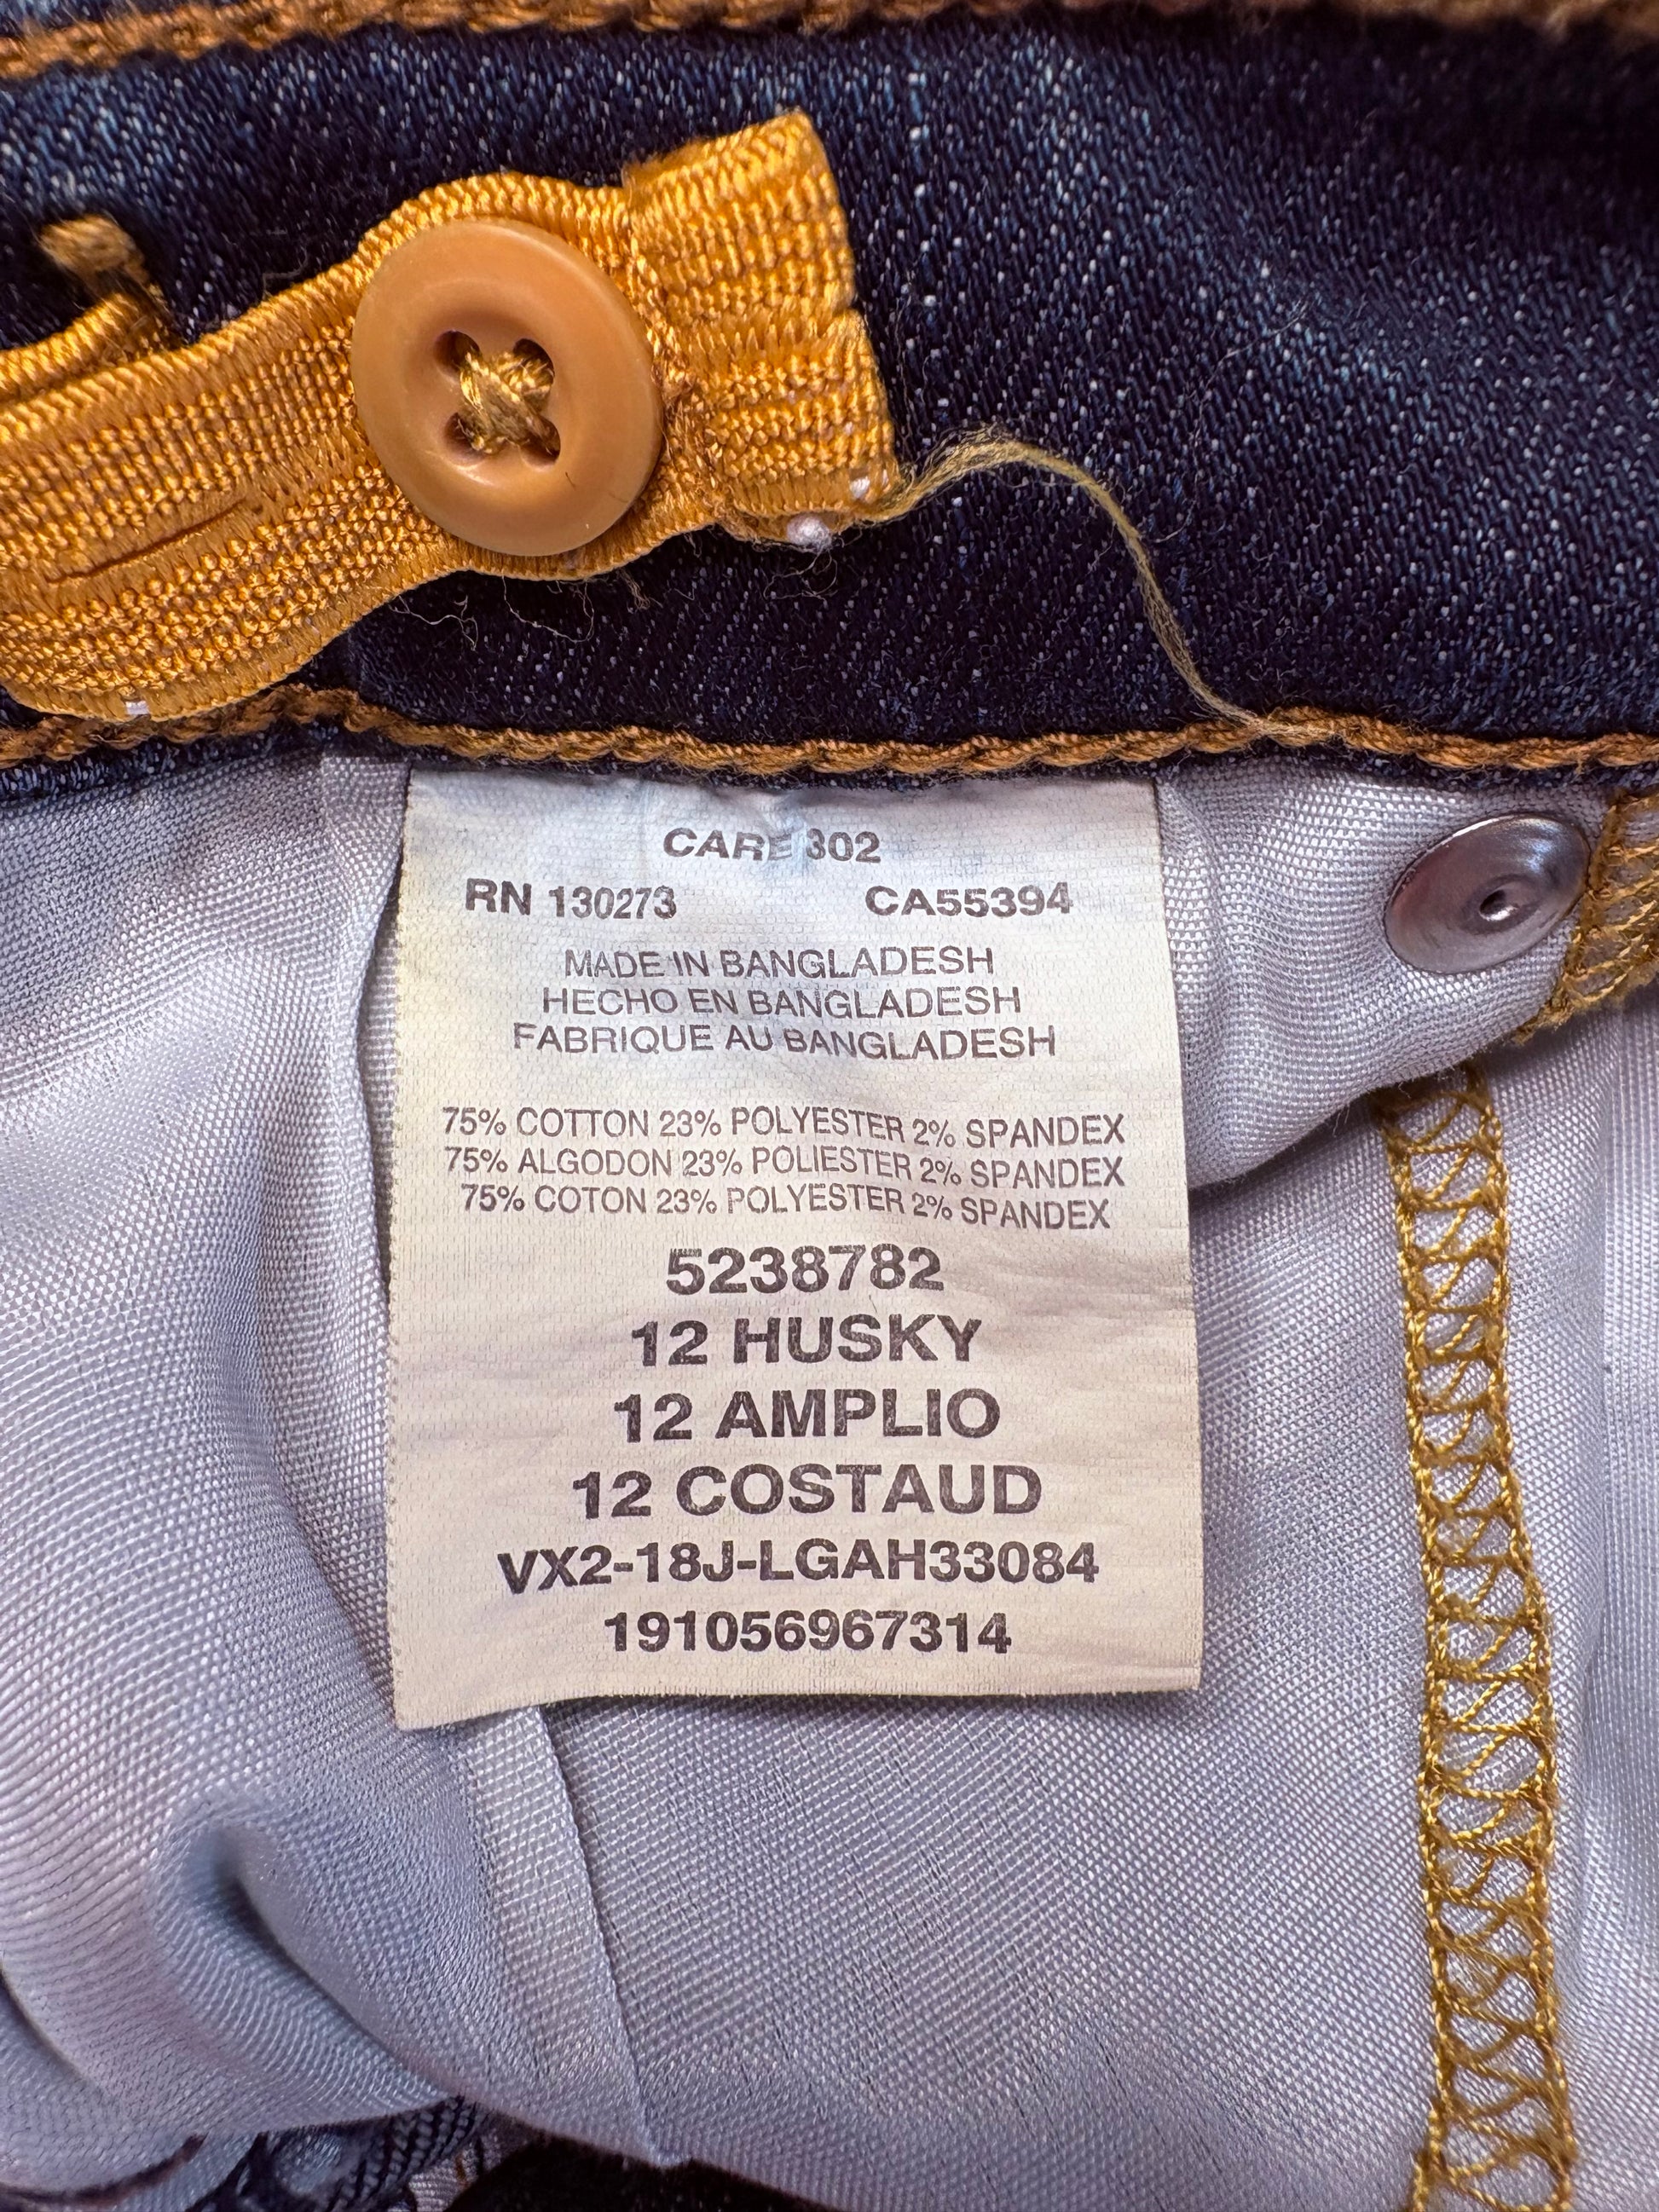 CARE 302
RN 130273 CA55394
MADE IN BANGLADESH
HECHO EN BANGLADESH
FABRIQUE AU BANGLADESH
75% COTTON 23% POLYESTER 2% SPANDEX
75% ALGODON 23% POLIESTER 2% SPANDEX
75% COTON 23% POLYESTER 2% SPANDEX
5238782
12 HUSKY
12 AMPLIO
12 COSTAUD
VX2-18J-LGAH33084
191056967314